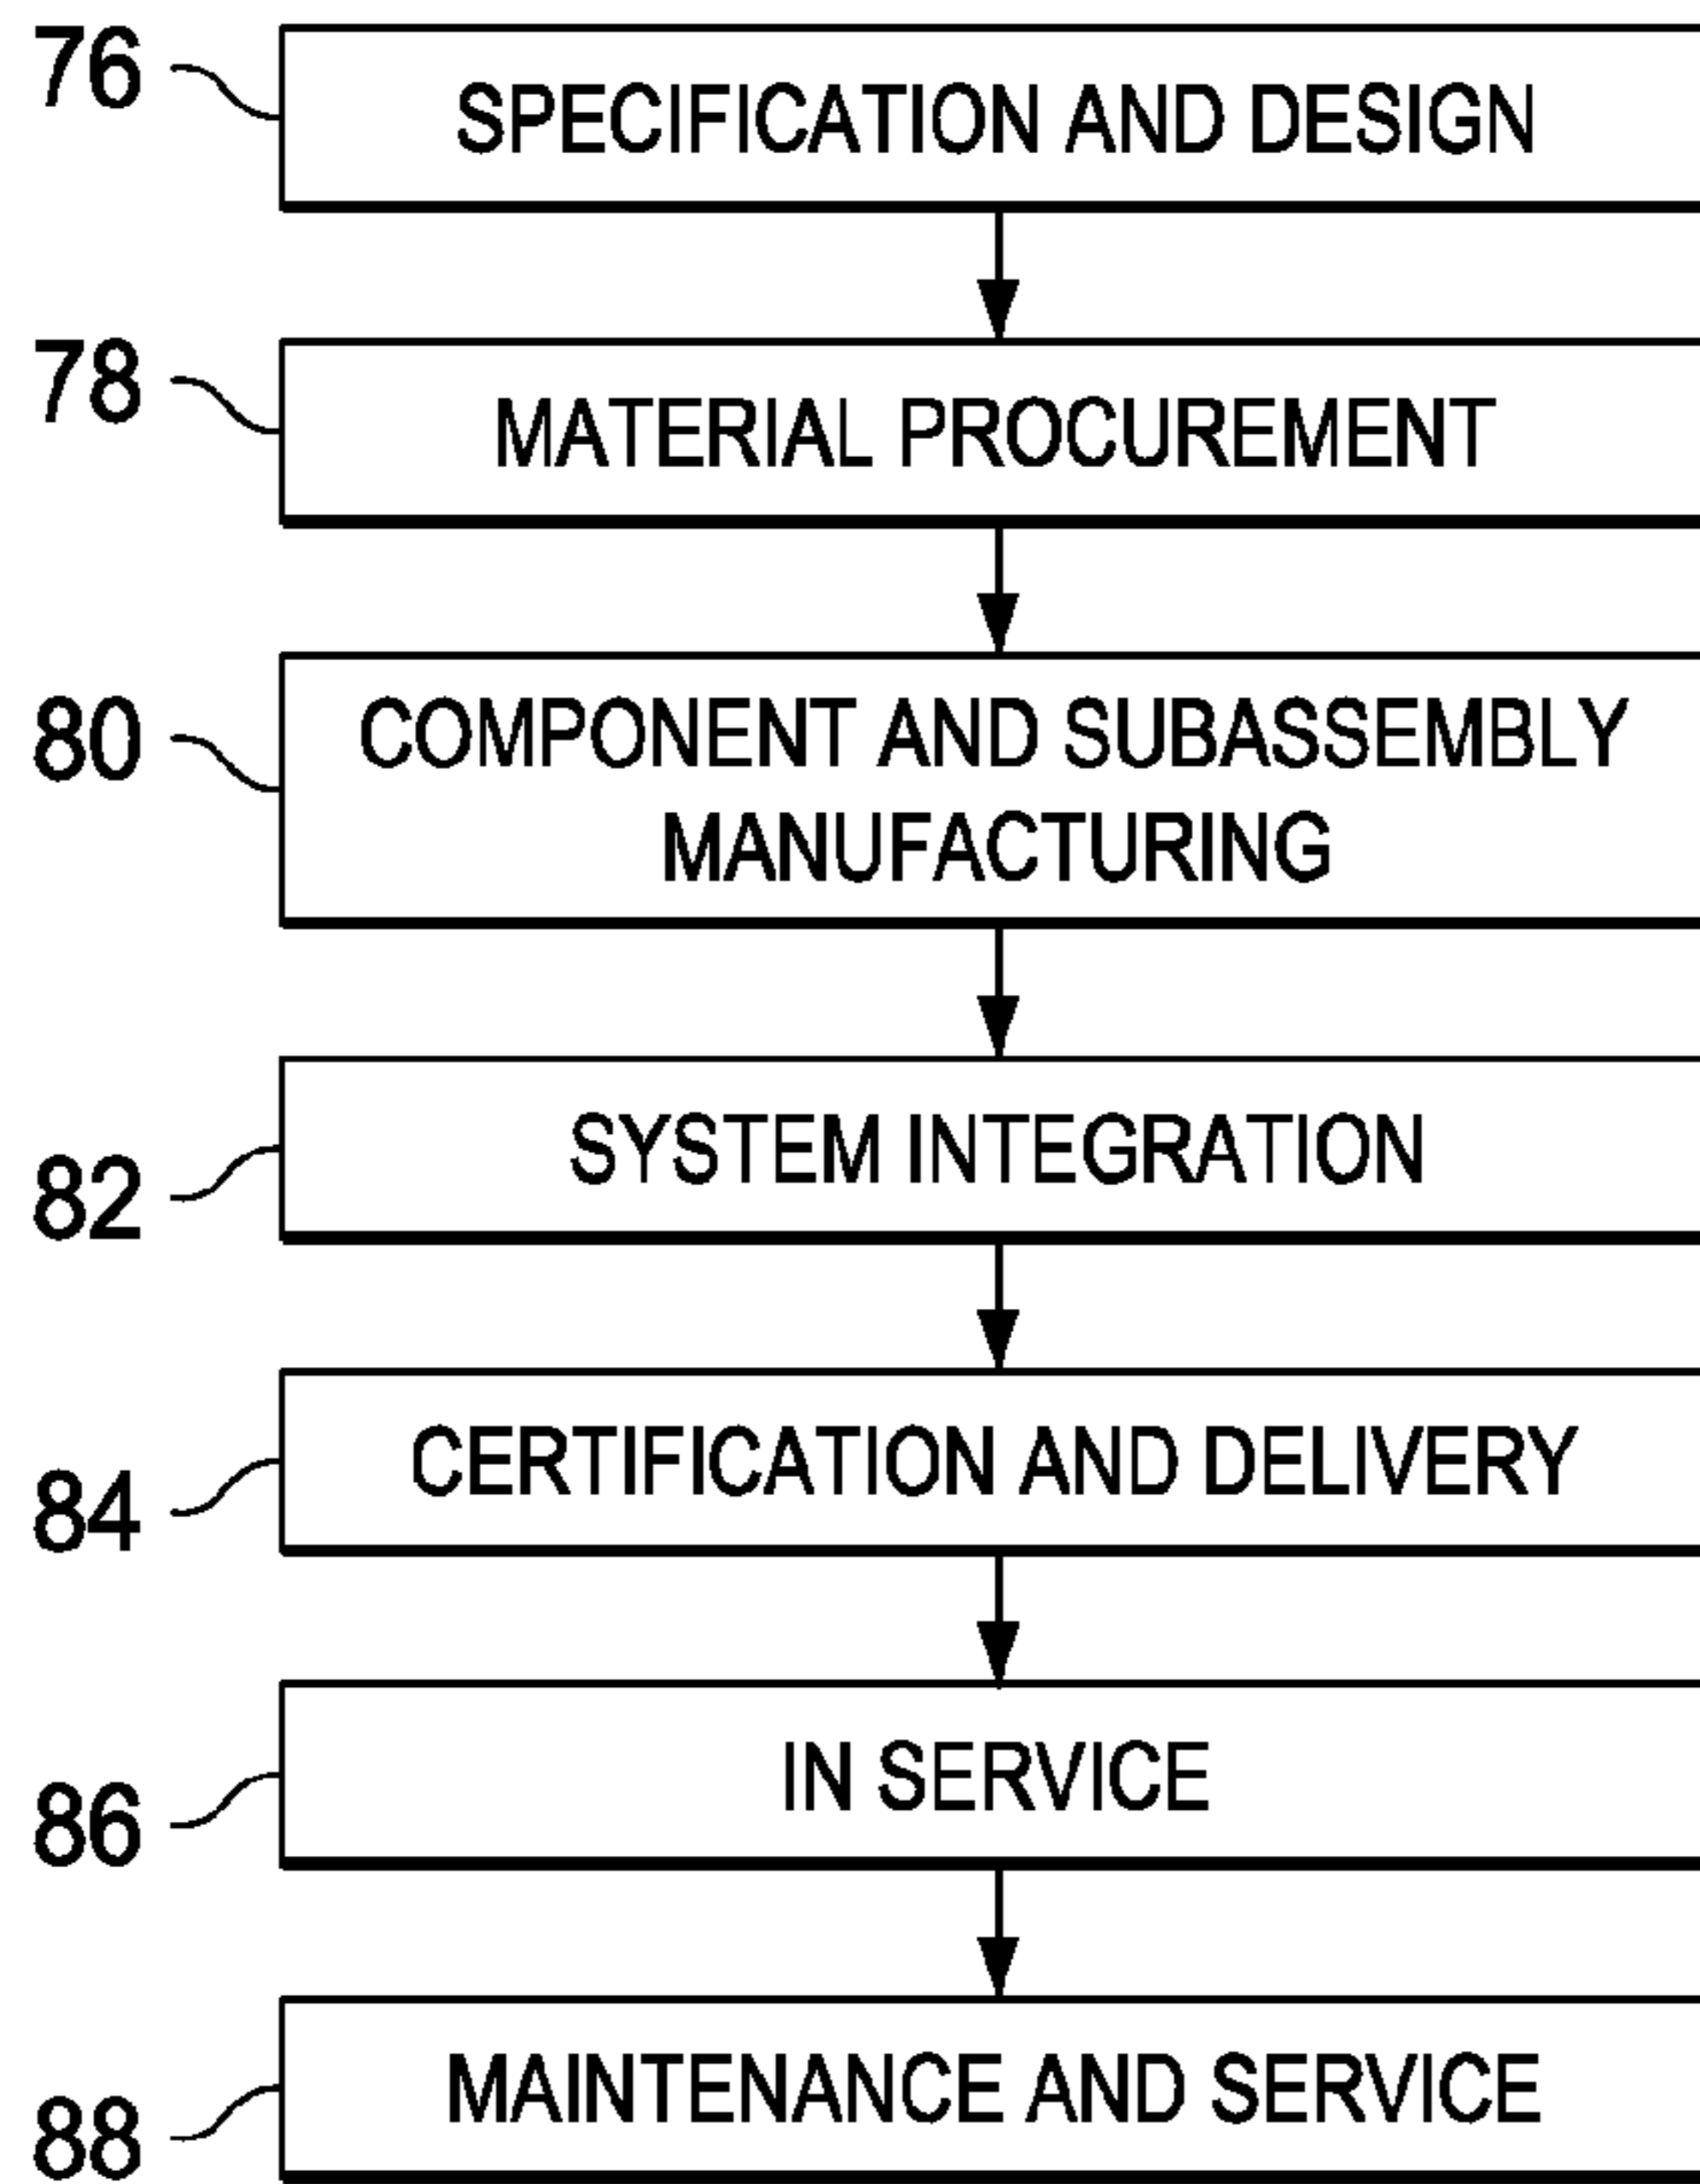 76
SPECIFICATION AND DESIGN
78
MATERIAL PROCUREMENT
80
COMPONENT AND SUBASSEMBLY
MANUFACTURING
82
SYSTEM INTEGRATION
84
CERTIFICATION AND DELIVERY
86
IN SERVICE
88
MAINTENANCE AND SERVICE